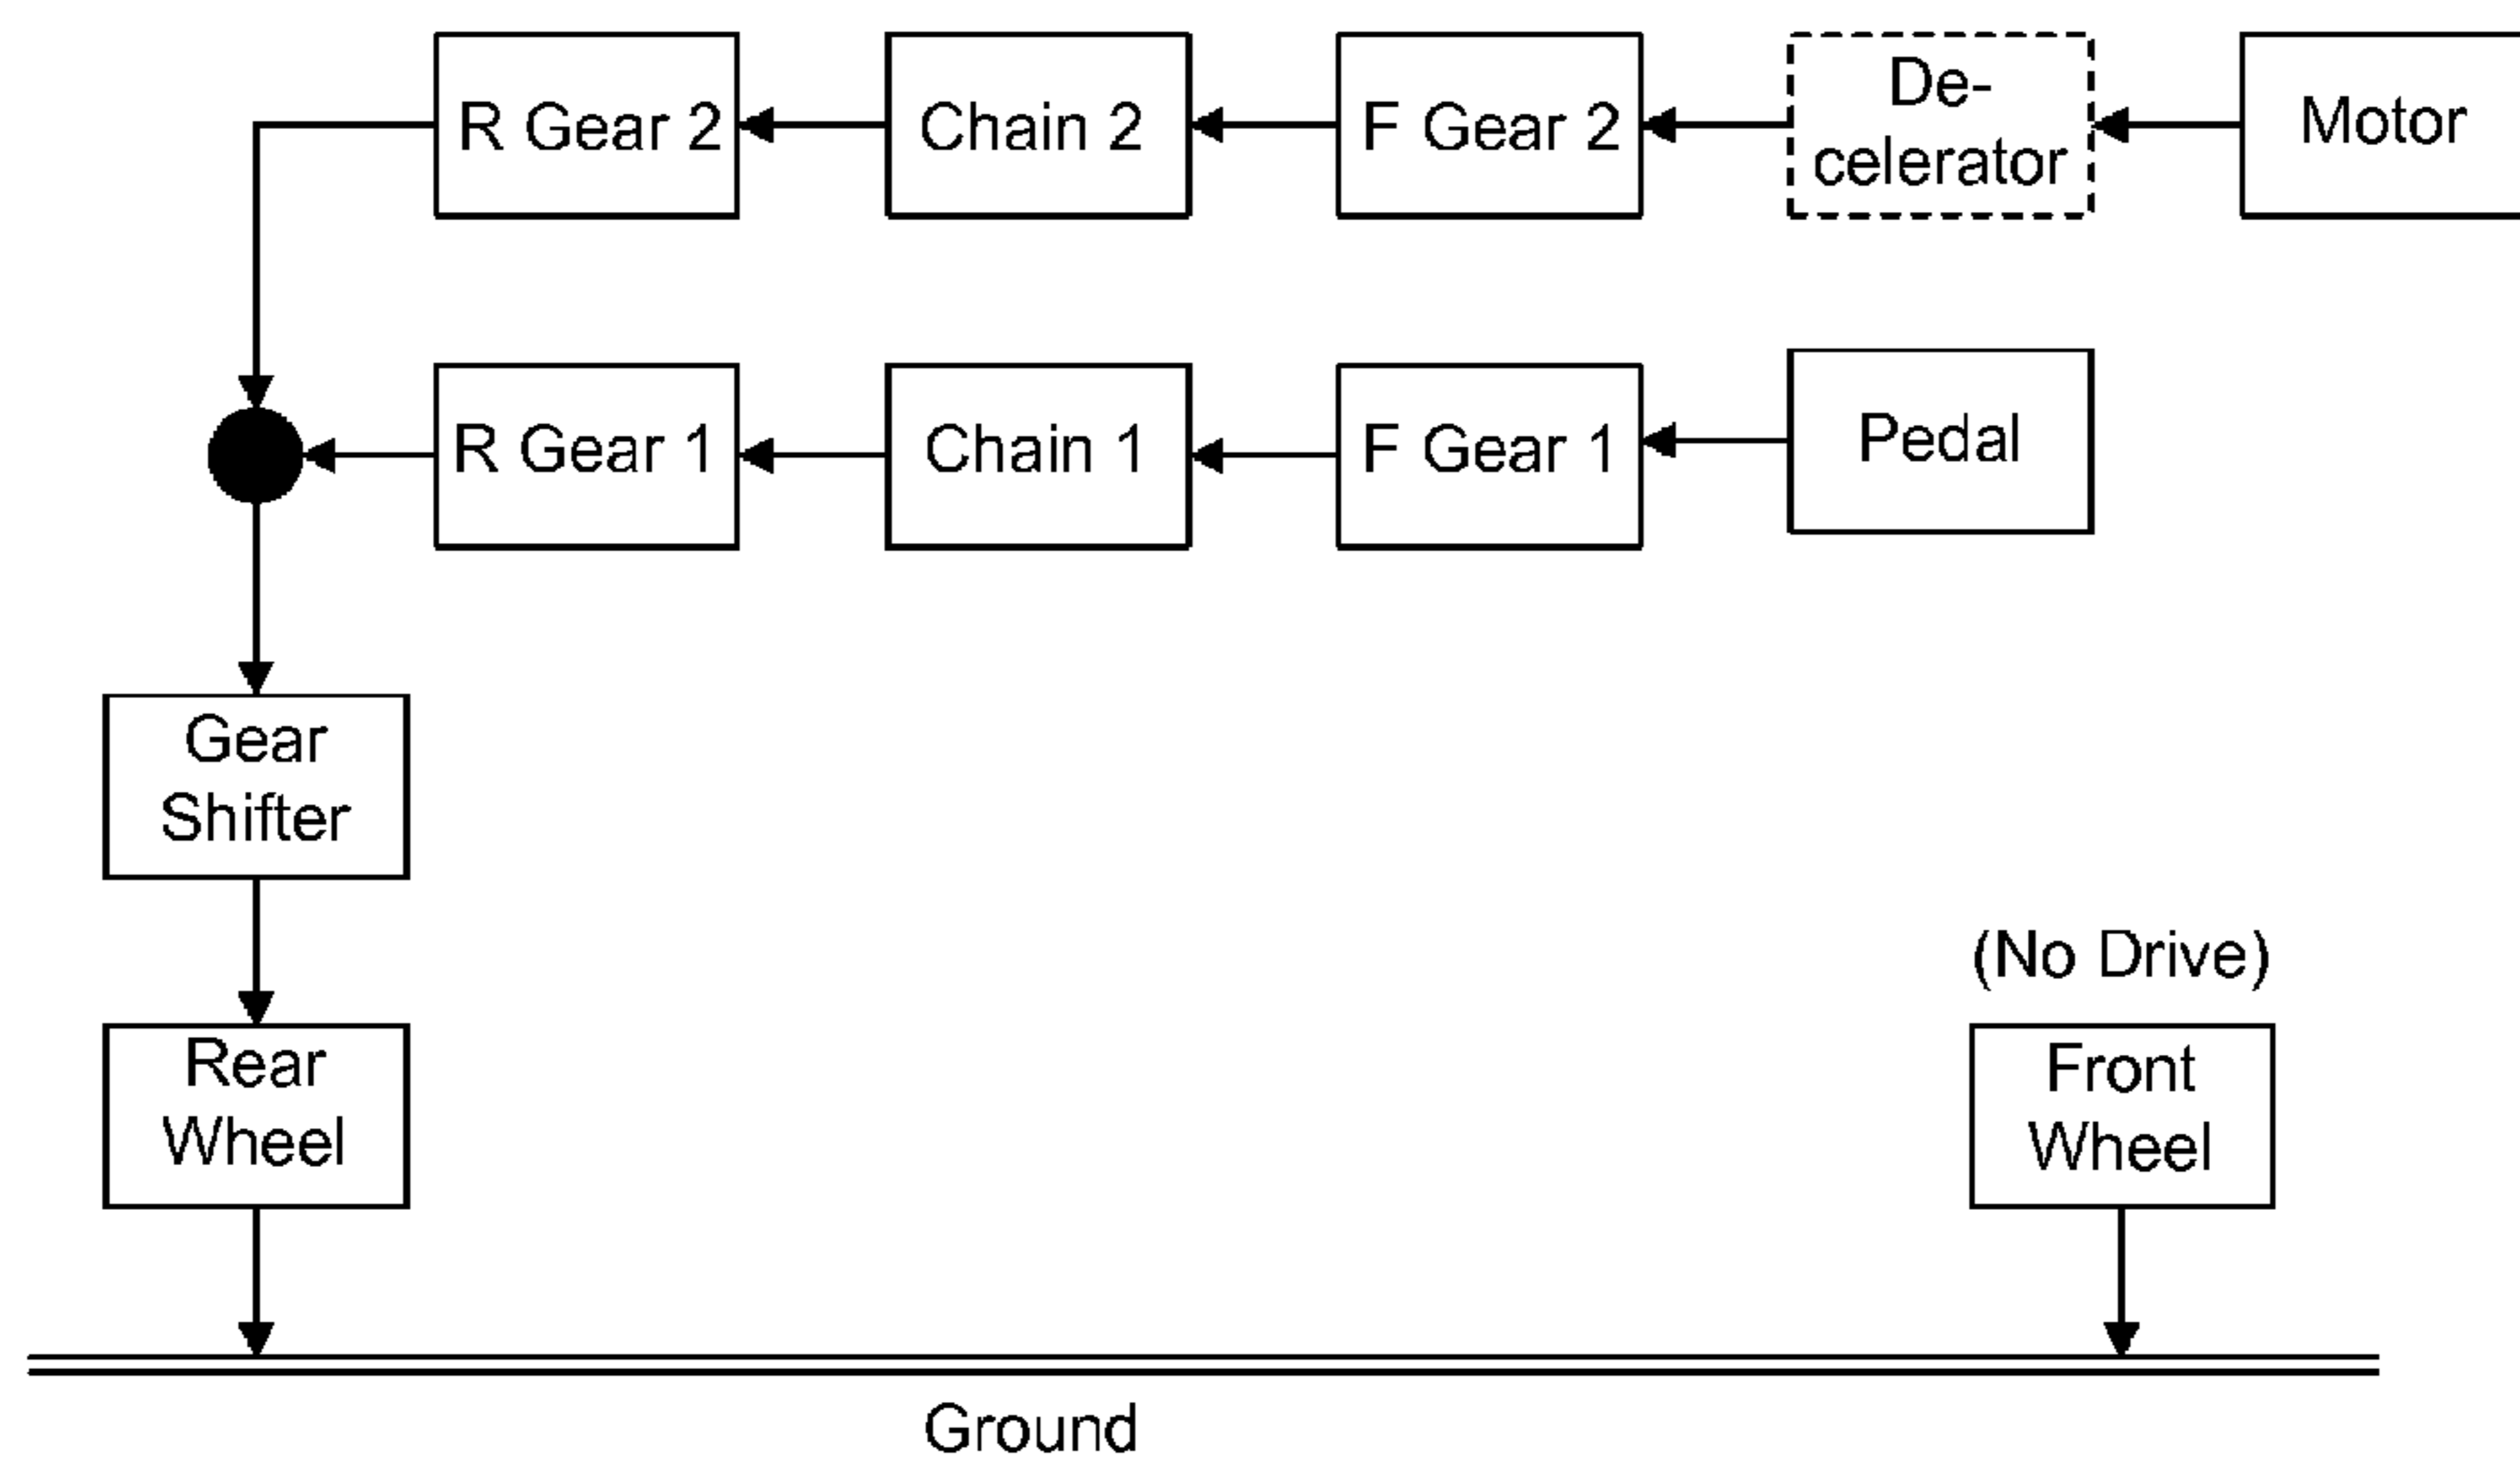 R Gear 2
Chain 2
F Gear 2
De-
celerator
Motor
R Gear 1
Chain 1
F Gear 1
Pedal
Gear
Shifter
(No Drive)
Rear
Wheel
Front
Wheel
Ground